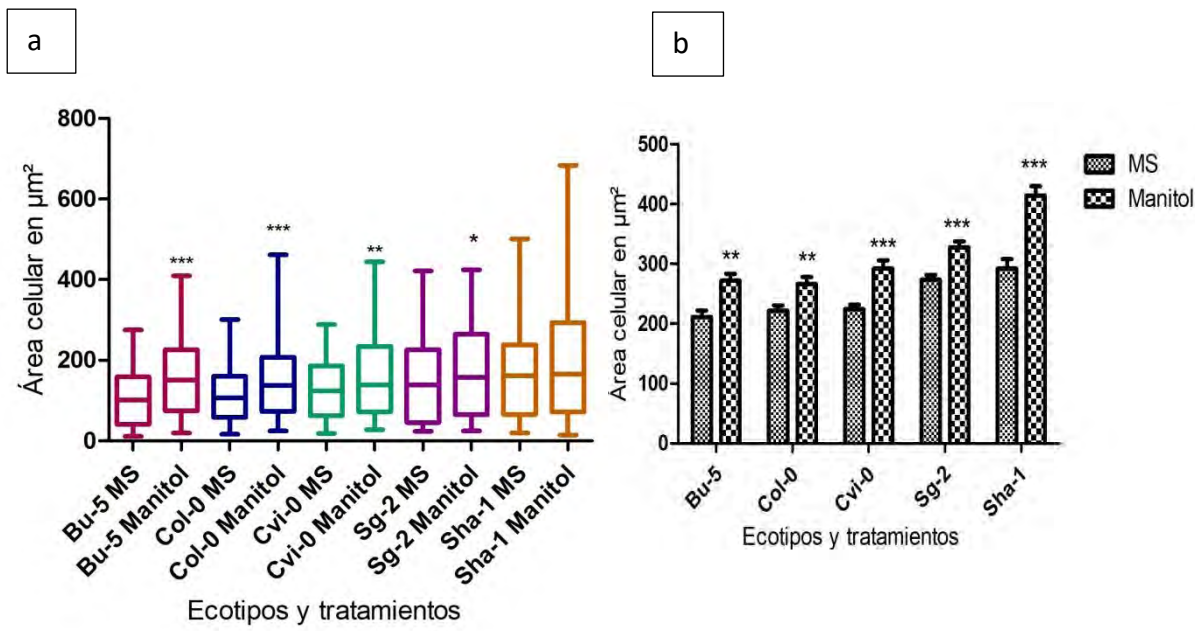 a
Área celular en µm²
800
600
400
200
0
***
***
**
*
Bu-5 MS
Bu-5 Manitol
Col-0 MS
Col-0 Manitol
Cvi-0 MS
Cvi-0 Manitol
Sg-2 MS
Sg-2 Manitol
Sha-1 MS
Sha-1 Manitol
Ecotipos y tratamientos
b
Área celular en µm²
500
400
300
200
100
0
**
**
***
***
***
Bu-5
Col-0
Cvi-0
Sg-2
Sha-1
Ecotipos y tratamientos
MS
Manitol